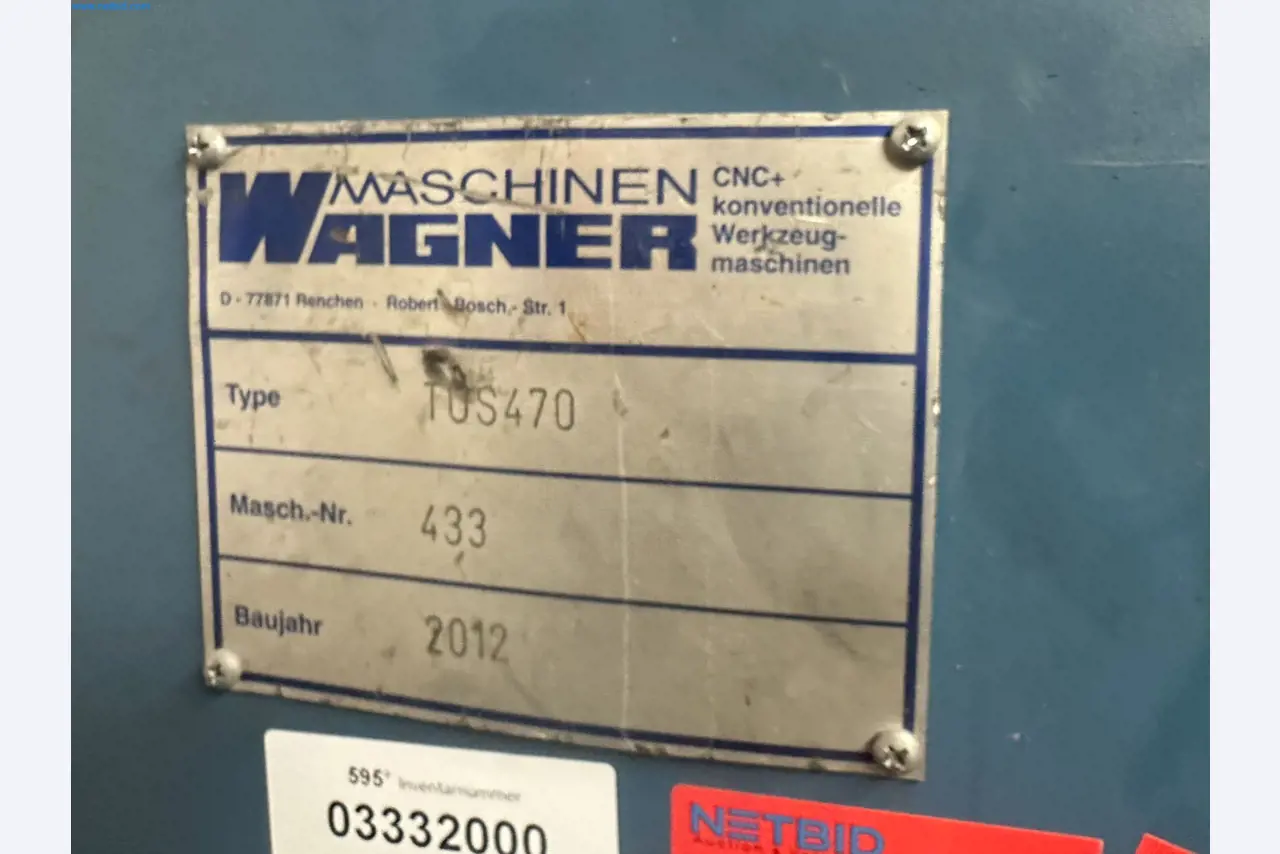 MASCHINEN
WAGNER
CNC+
konventionelle
Werkzeug-
maschinen
D - 77871 Renchen · Robert - Bosch,- Str. 1
Type TUS470
Masch.-Nr. 433
Baujahr 2012
595* Inventarnummer
03332000
NETBID